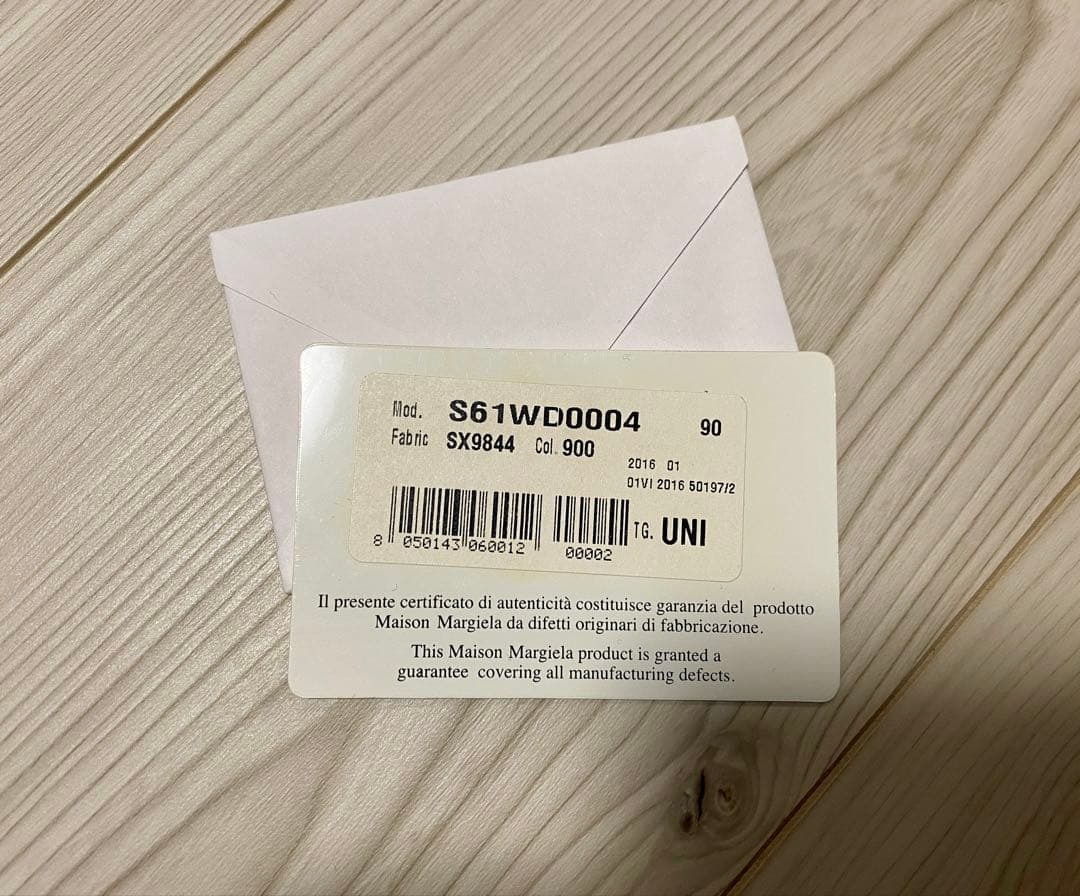 Mod. S61WD0004 90
Fabric SX9844 Col. 900
2016 01
01VI 2016 50197/2
TG. UNI
8 050143 060012 00002
Il presente certificato di autenticità costituisce garanzia del prodotto
Maison Margiela da difetti originari di fabbricazione.
This Maison Margiela product is granted a
guarantee covering all manufacturing defects.